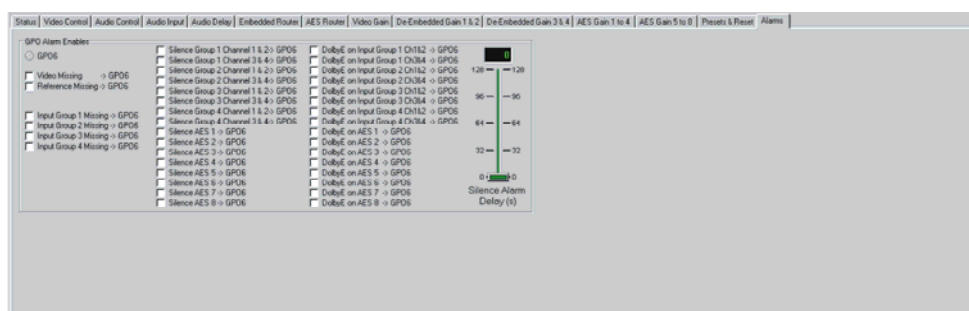 Status Video Control Audio Control Audio Input Audio Delay Embedded Router AES Router Video Gain De-Embedded Gain 1 & 2 De-Embedded Gain 3 & 4 AES Gain 1 to 4 AES Gain 5 to 8 Presets & Reset Alarms
GPO Alarm Enables
GPO6
Video Missing -> GPO6
Reference Missing -> GPO6
Input Group 1 Missing -> GPO6
Input Group 2 Missing -> GPO6
Input Group 3 Missing -> GPO6
Input Group 4 Missing -> GPO6
Silence Group 1 Channel 1 & 2-> GPO6
Silence Group 1 Channel 3 & 4-> GPO6
Silence Group 2 Channel 1 & 2-> GPO6
Silence Group 2 Channel 3 & 4-> GPO6
Silence Group 3 Channel 1 & 2-> GPO6
Silence Group 3 Channel 3 & 4-> GPO6
Silence Group 4 Channel 1 & 2-> GPO6
Silence Group 4 Channel 3 & 4-> GPO6
Silence AES 1 -> GPO6
Silence AES 2 -> GPO6
Silence AES 3 -> GPO6
Silence AES 4 -> GPO6
Silence AES 5 -> GPO6
Silence AES 6 -> GPO6
Silence AES 7 -> GPO6
Silence AES 8 -> GPO6
DolbyE on Input Group 1 Ch1&2 -> GPO6
DolbyE on Input Group 1 Ch3&4 -> GPO6
DolbyE on Input Group 2 Ch1&2 -> GPO6
DolbyE on Input Group 2 Ch3&4 -> GPO6
DolbyE on Input Group 3 Ch1&2 -> GPO6
DolbyE on Input Group 3 Ch3&4 -> GPO6
DolbyE on Input Group 4 Ch1&2 -> GPO6
DolbyE on Input Group 4 Ch3&4 -> GPO6
DolbyE on AES 1 -> GPO6
DolbyE on AES 2 -> GPO6
DolbyE on AES 3 -> GPO6
DolbyE on AES 4 -> GPO6
DolbyE on AES 5 -> GPO6
DolbyE on AES 6 -> GPO6
DolbyE on AES 7 -> GPO6
DolbyE on AES 8 -> GPO6
0
128 128
96 96
64 64
32 32
0 0
Silence Alarm
Delay (s)